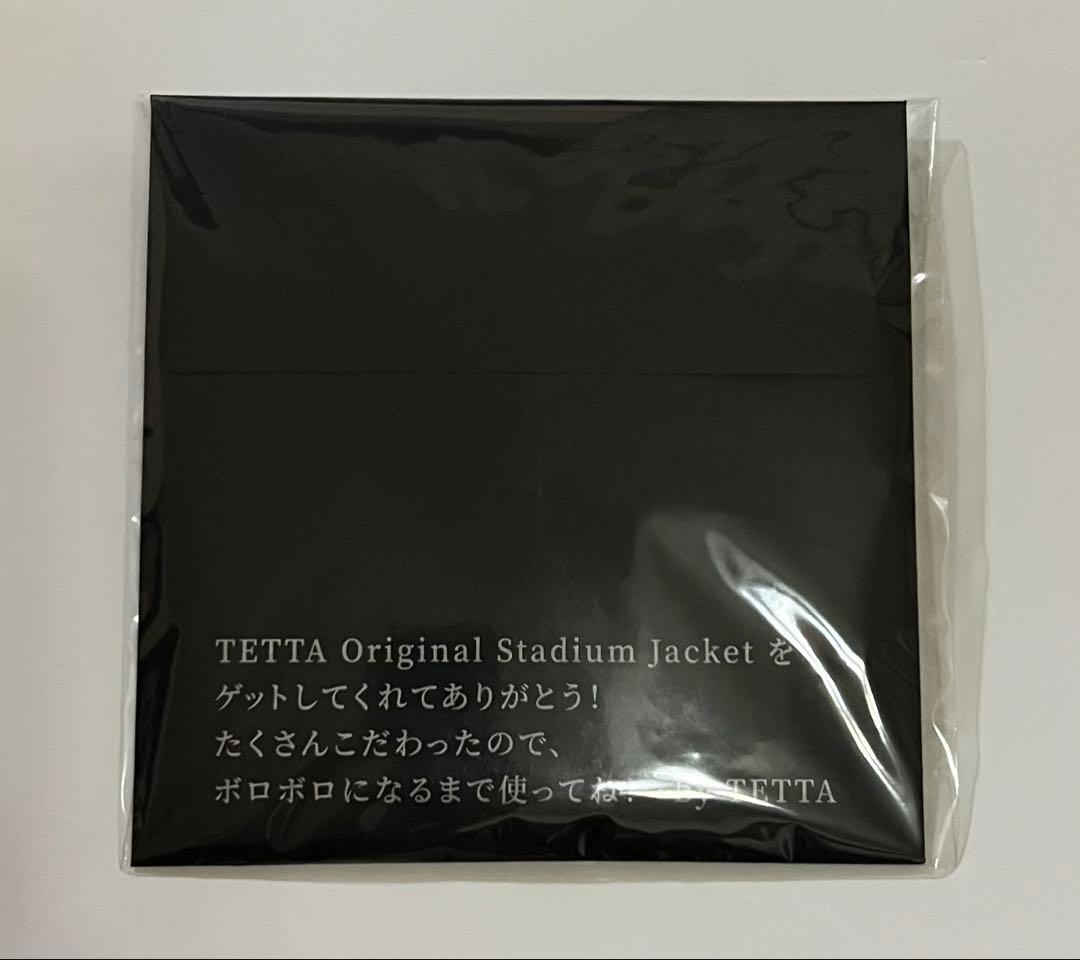 TETTA Original Stadium Jacket を
ゲットしてくれてありがとう!
たくさんこだわったので、
ボロボロになるまで使ってね! by TETTA